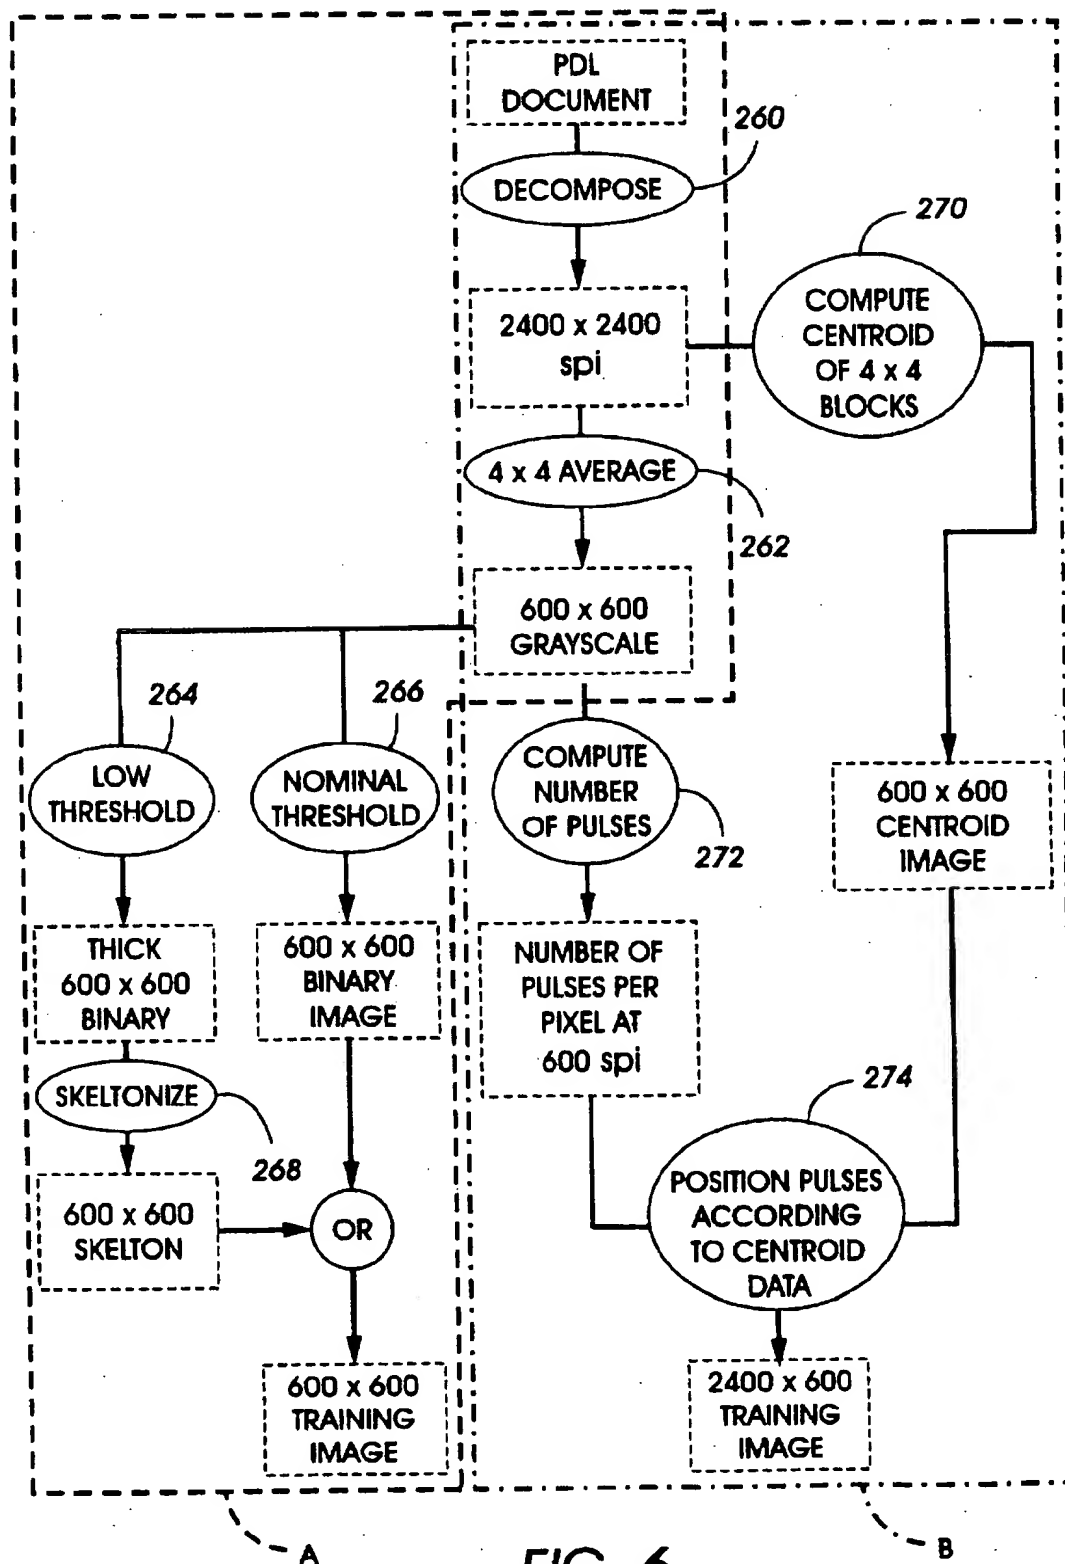 PDL
DOCUMENT
260
DECOMPOSE
270
2400 x 2400
spi
COMPUTE
CENTROID
OF 4 x 4
BLOCKS
4 x 4 AVERAGE
262
600 x 600
GRAYSCALE
264
266
LOW
THRESHOLD
NOMINAL
THRESHOLD
COMPUTE
NUMBER
OF PULSES
272
600 x 600
CENTROID
IMAGE
THICK
600 x 600
BINARY
600 x 600
BINARY
IMAGE
NUMBER OF
PULSES PER
PIXEL AT
600 spi
SKELTONIZE
268
274
600 x 600
SKELTON
OR
POSITION PULSES
ACCORDING
TO CENTROID
DATA
600 x 600
TRAINING
IMAGE
2400 x 600
TRAINING
IMAGE
A
B
FIG. 6